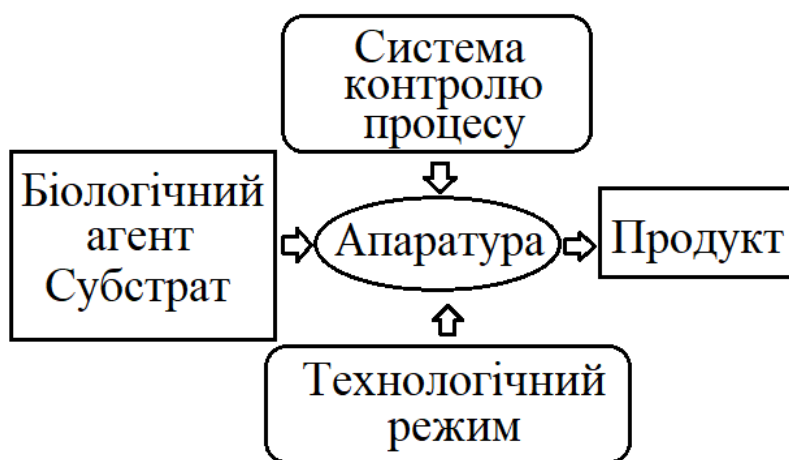 Система
контролю
процесу
Біологічний
агент
Субстрат
Апаратура
Продукт
Технологічний
режим